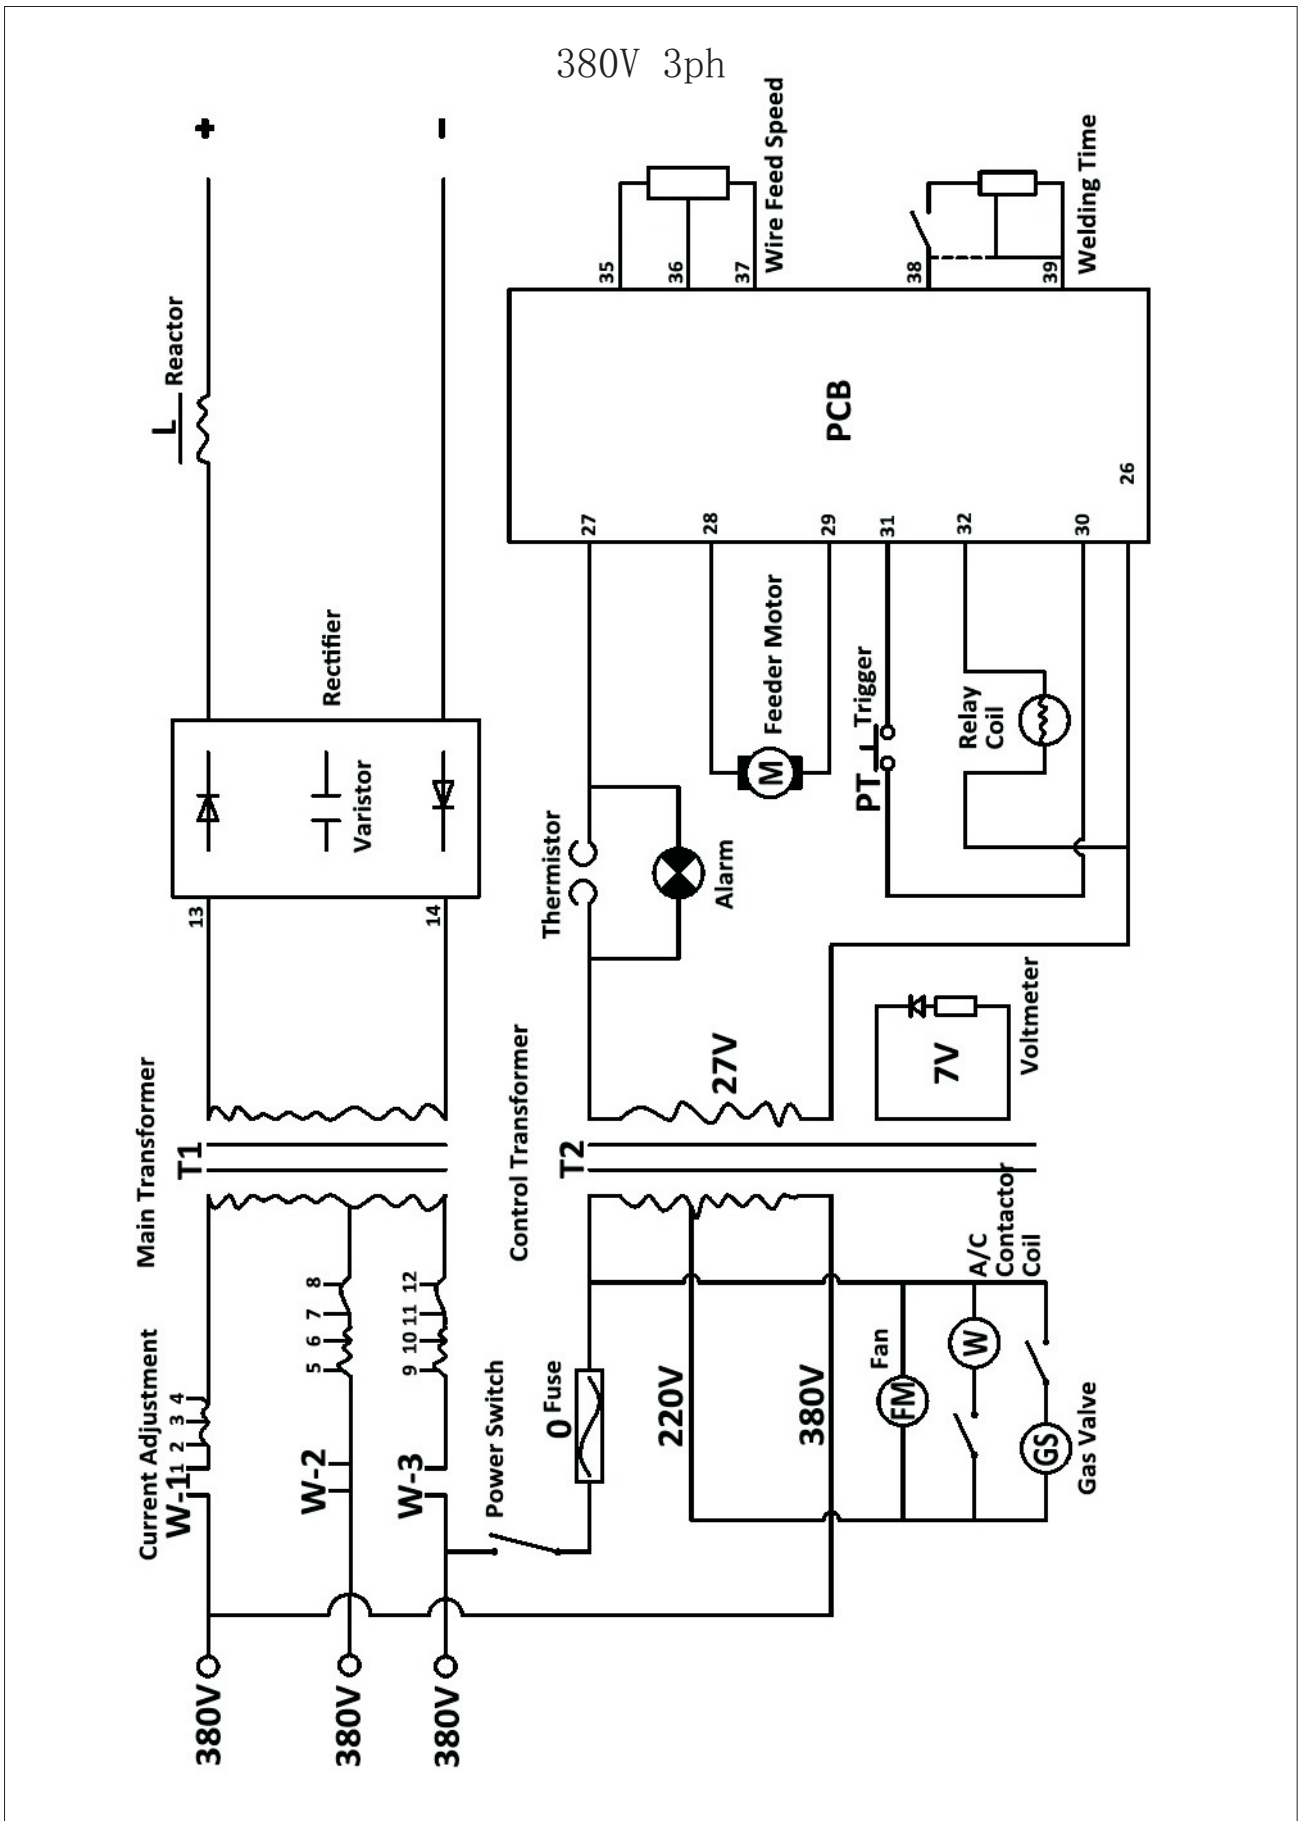 380V 3ph
+
-
L
Reactor
Rectifier
Varistor
13
14
Main Transformer
T1
Current Adjustment
W-1
1 2 3 4
W-2
5 6 7 8
W-3
9 10 11 12
380V
380V
380V
Power Switch
Control Transformer
T2
0
Fuse
220V
380V
Fan
FM
W
A/C
Contactor
Coil
GS
Gas Valve
27V
7V
Voltmeter
Thermistor
Alarm
M
Feeder Motor
PT
Trigger
Relay
Coil
PCB
27
28
29
31
32
30
26
35
36
37
Wire Feed Speed
38
39
Welding Time